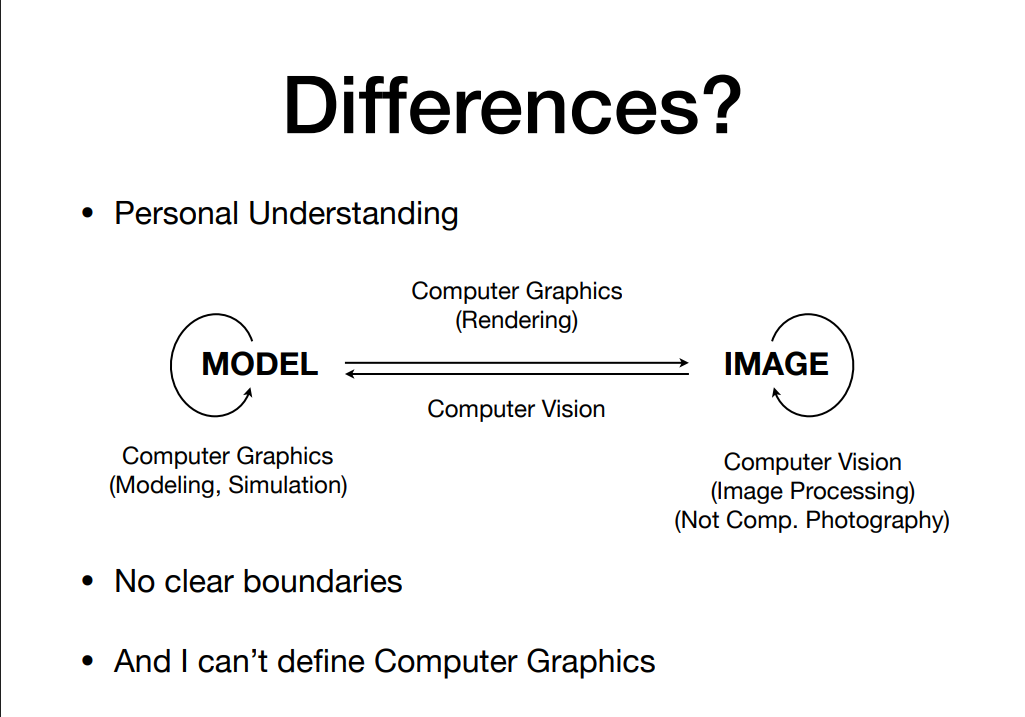 Differences?
• Personal Understanding
Computer Graphics
(Rendering)
MODEL
IMAGE
Computer Vision
Computer Graphics
(Modeling, Simulation)
Computer Vision
(Image Processing)
(Not Comp. Photography)
• No clear boundaries
• And I can’t define Computer Graphics